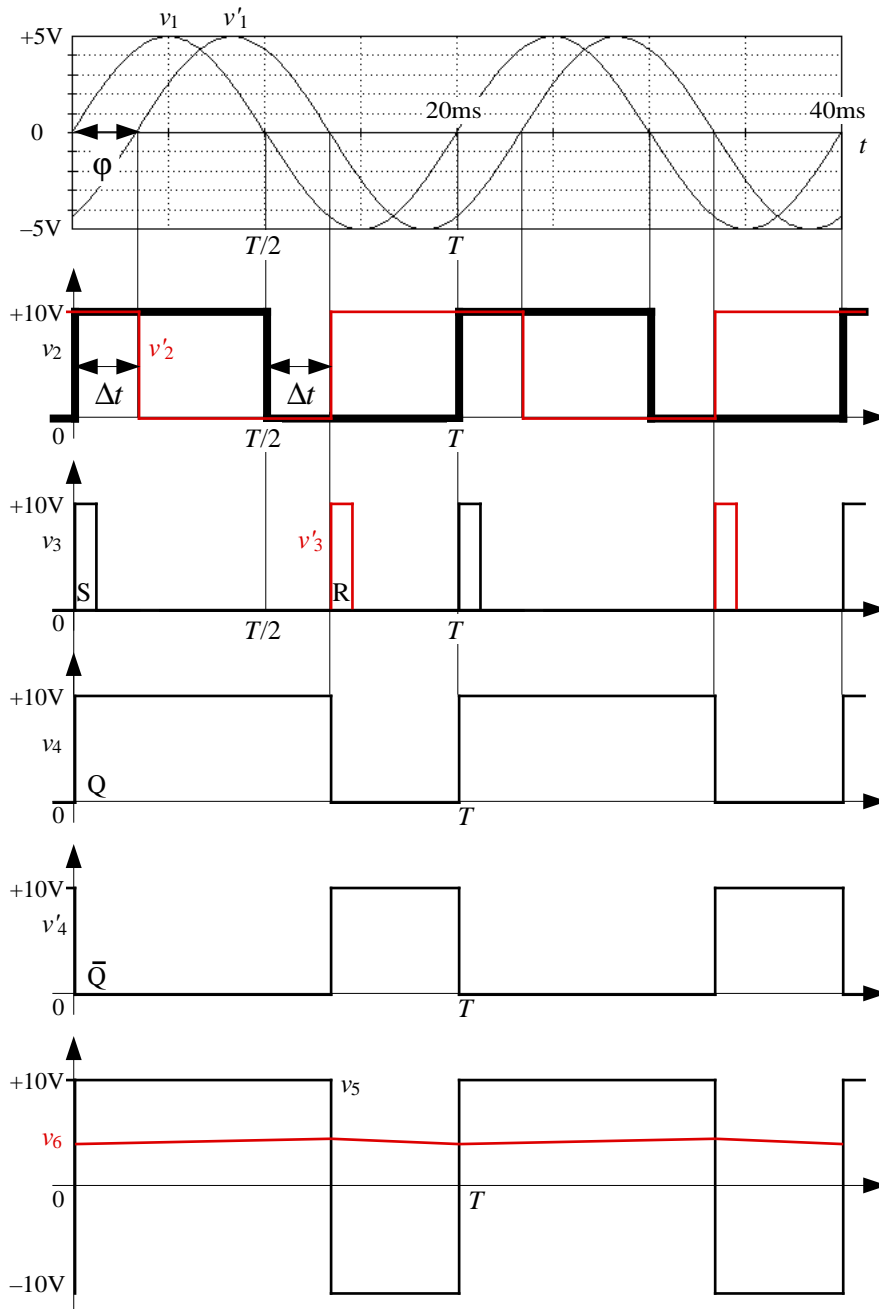 v1 v'1
+5V
20ms 40ms
0
t
φ
–5V
T/2 T
+10V
v2 v'2
Δt Δt
0
T/2 T
+10V
v3 v'3
S R
0
T/2 T
+10V
v4
Q
0
T
+10V
v'4
Q̄
0
T
+10V
v5
v6
0
T
–10V